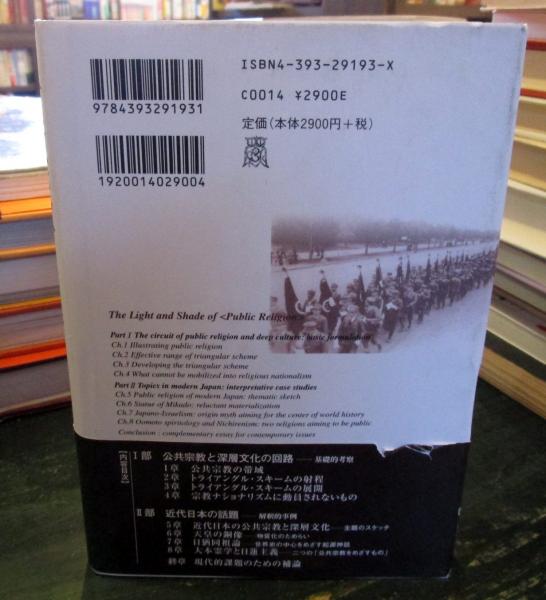 ISBN4-393-29193-X
C0014 ¥2900E
定価(本体2900円+税)
9784393291931
1920014029004
The Light and Shade of <Public Religion>
Part I The circuit of public religion and deep culture: basic formulation
Ch.1 Illustrating public religion
Ch.2 Effective range of triangular scheme
Ch.3 Developing the triangular scheme
Ch.4 What cannot be mobilized into religious nationalism
Part II Topics in modern Japan: interpretative case studies
Ch.5 Public religion of modern Japan: thematic sketch
Ch.6 Statue of Mikado: reluctant materialization
Ch.7 Japano-Israelism: origin myth aiming for the center of world history
Ch.8 Oomoto spiritology and Nichirenism: two religions aiming to be public
Conclusion : complementary essay for contemporary issues
[内容目次]
I部 公共宗教と深層文化の回路——基礎的考察
1章 公共宗教の帯域
2章 トライアングル・スキームの射程
3章 トライアングル・スキームの展開
4章 宗教ナショナリズムに動員されないもの
II部 近代日本の話題——解釈的事例
5章 近代日本の公共宗教と深層文化——主題のスケッチ
6章 天皇の銅像——物質化のためらい
7章 日猶同祖論——世界史の中心をめざす起源神話
8章 大本霊学と日蓮主義——二つの「公共宗教をめざすもの」
終章 現代的課題のための補論